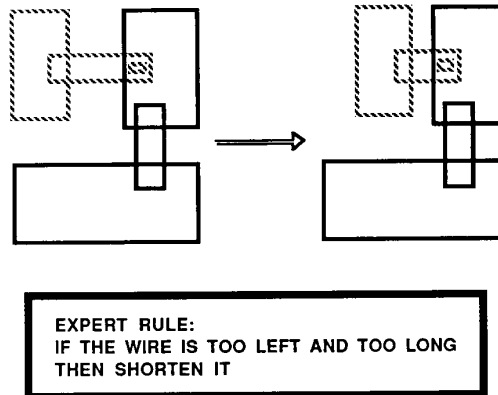 EXPERT RULE:
IF THE WIRE IS TOO LEFT AND TOO LONG
THEN SHORTEN IT